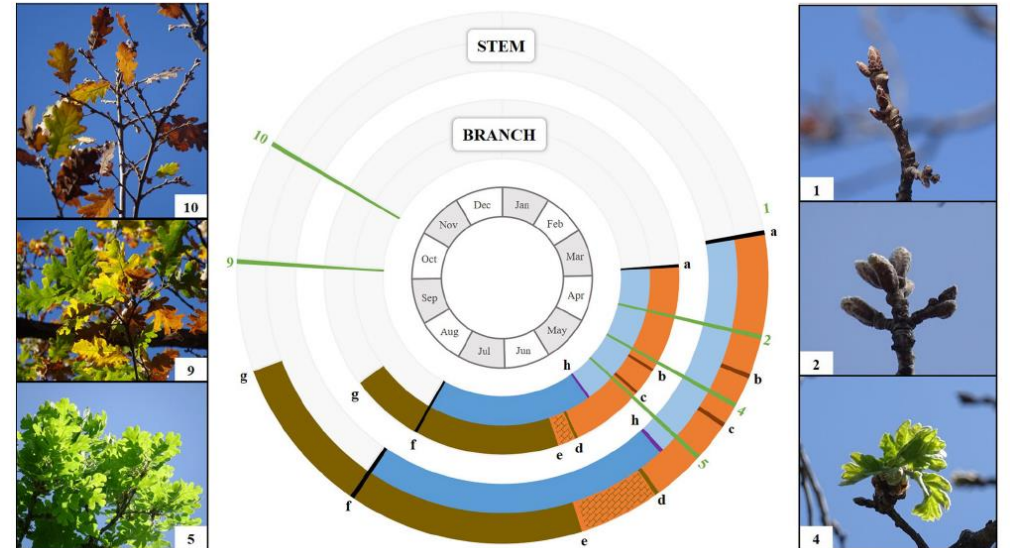 STEM
BRANCH
10
1
a
a
Dec
Jan
Nov
Feb
Oct
Mar
Sep
Apr
Aug
May
Jul
Jun
10
1
9
2
4
5
h
b
c
h
b
c
g
g
f
e
d
d
f
e
9
2
5
4